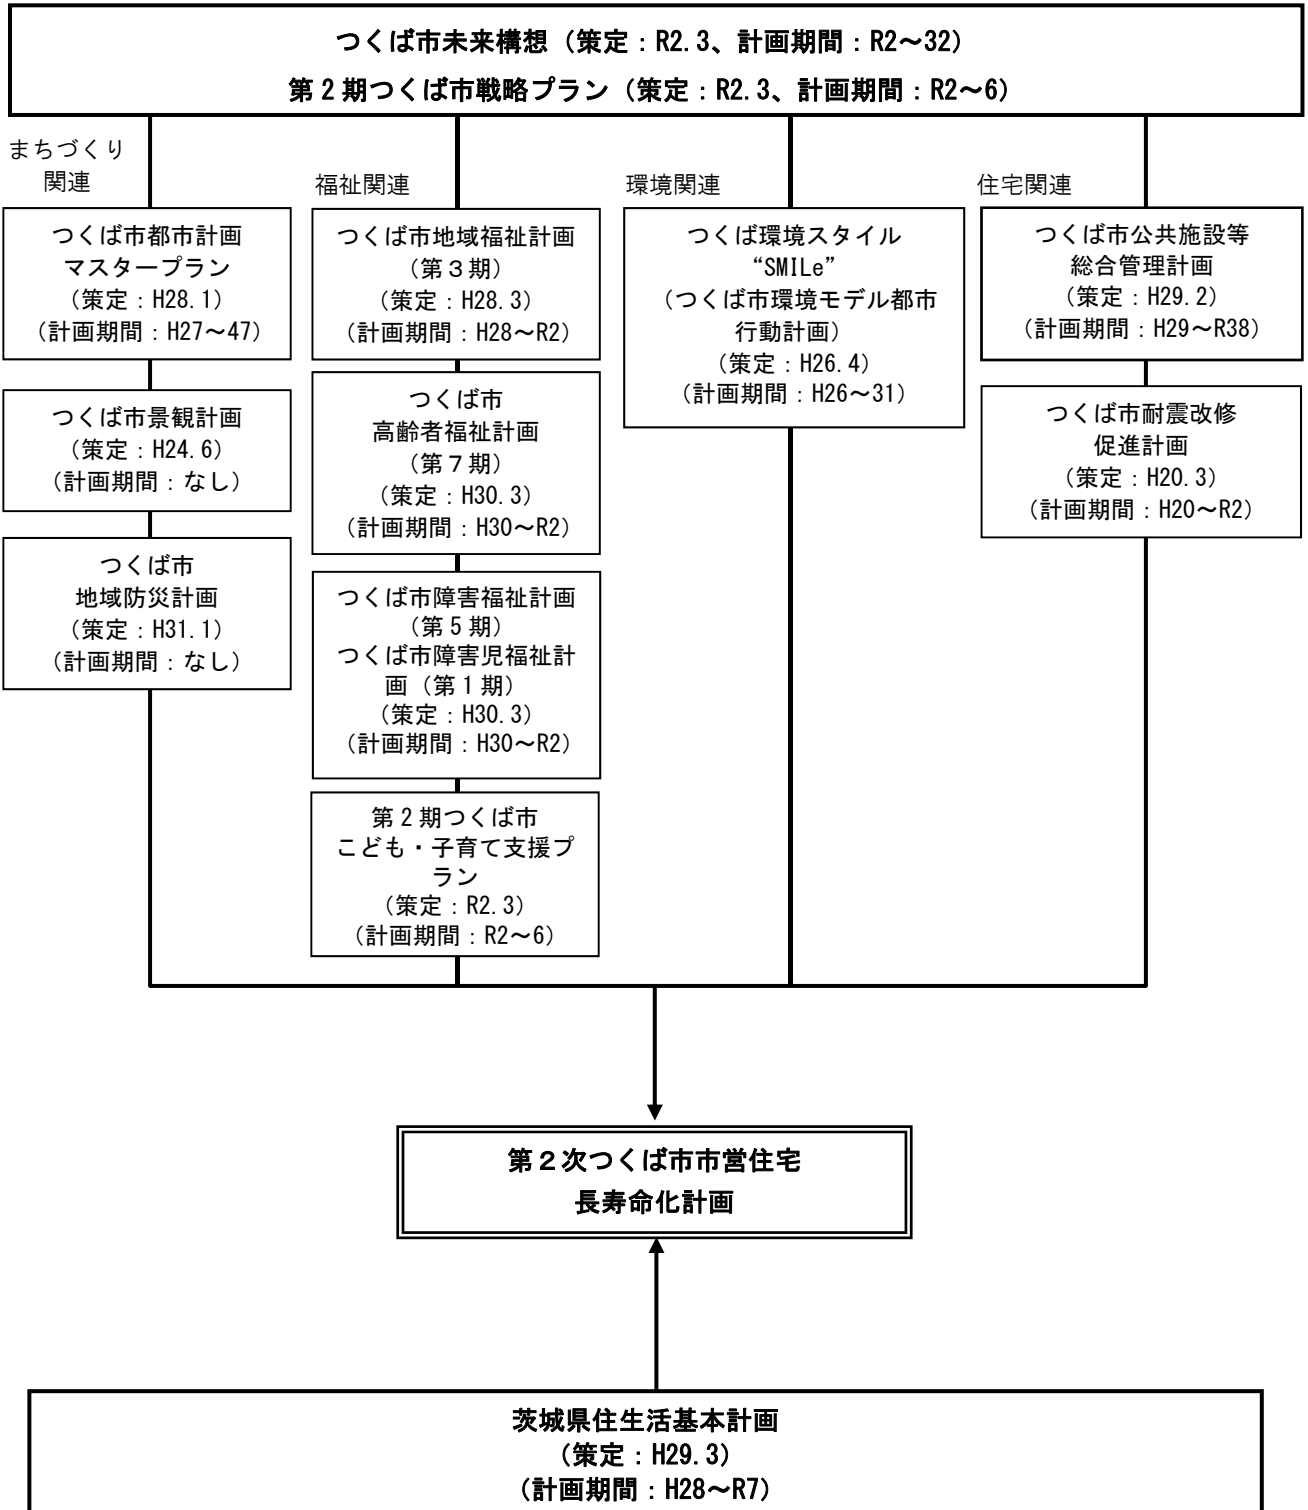 つくば市未来構想（策定：R2.3、計画期間：R2～32）
第２期つくば市戦略プラン（策定：R2.3、計画期間：R2～6）
まちづくり
関連
つくば市都市計画
マスタープラン
（策定：H28.1）
（計画期間：H27～47）
つくば市景観計画
（策定：H24.6）
（計画期間：なし）
つくば市
地域防災計画
（策定：H31.1）
（計画期間：なし）
福祉関連
つくば市地域福祉計画
（第３期）
（策定：H28.3）
（計画期間：H28～R2）
つくば市
高齢者福祉計画
（第７期）
（策定：H30.3）
（計画期間：H30～R2）
つくば市障害福祉計画
（第５期）
つくば市障害児福祉計
画（第１期）
（策定：H30.3）
（計画期間：H30～R2）
第２期つくば市
こども・子育て支援プ
ラン
（策定：R2.3）
（計画期間：R2～6）
環境関連
つくば環境スタイル
“SMILe”
（つくば市環境モデル都市
行動計画）
（策定：H26.4）
（計画期間：H26～31）
住宅関連
つくば市公共施設等
総合管理計画
（策定：H29.2）
（計画期間：H29～R38）
つくば市耐震改修
促進計画
（策定：H20.3）
（計画期間：H20～R2）
第２次つくば市市営住宅
長寿命化計画
茨城県住生活基本計画
（策定：H29.3）
（計画期間：H28～R7）